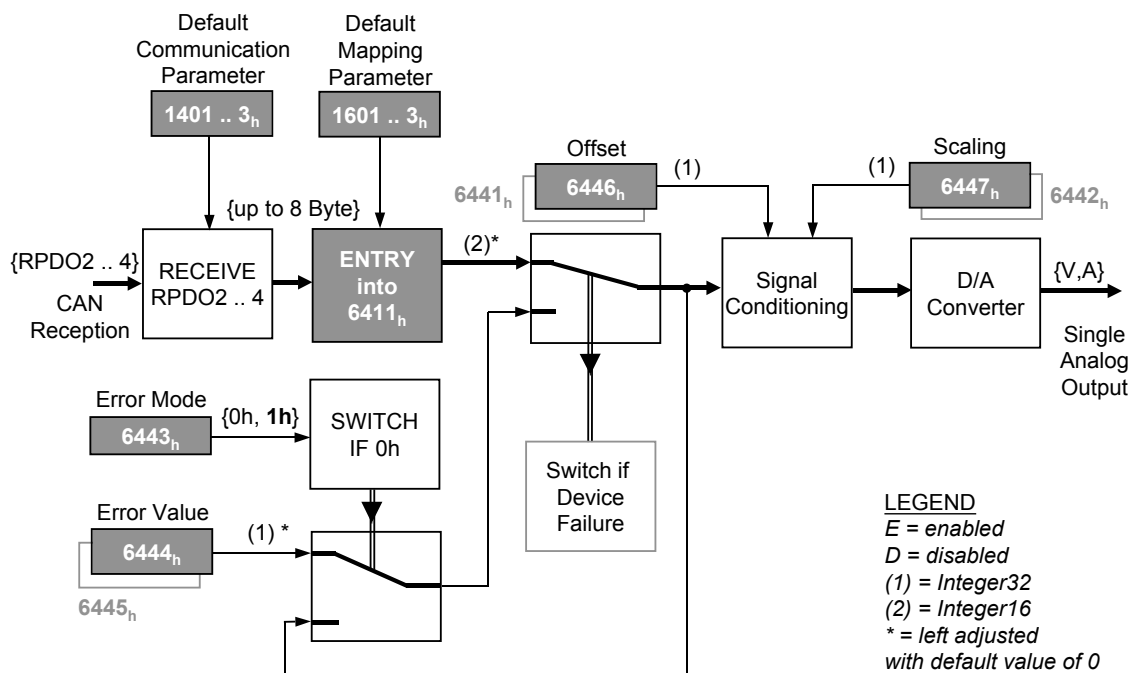 Default
Communication
Parameter
1401 .. 3h
Default
Mapping
Parameter
1601 .. 3h
Offset
6446h
6441h
(1)
Scaling
(1)
6447h
6442h
{up to 8 Byte}
{RPDO2 .. 4}
CAN
Reception
RECEIVE
RPDO2 .. 4
ENTRY
into
6411h
(2)*
Signal
Conditioning
D/A
Converter
{V,A}
Single
Analog
Output
Error Mode
6443h
{0h, 1h}
SWITCH
IF 0h
Switch if
Device
Failure
Error Value
6444h
6445h
(1) *
LEGEND
E = enabled
D = disabled
(1) = Integer32
(2) = Integer16
* = left adjusted
with default value of 0